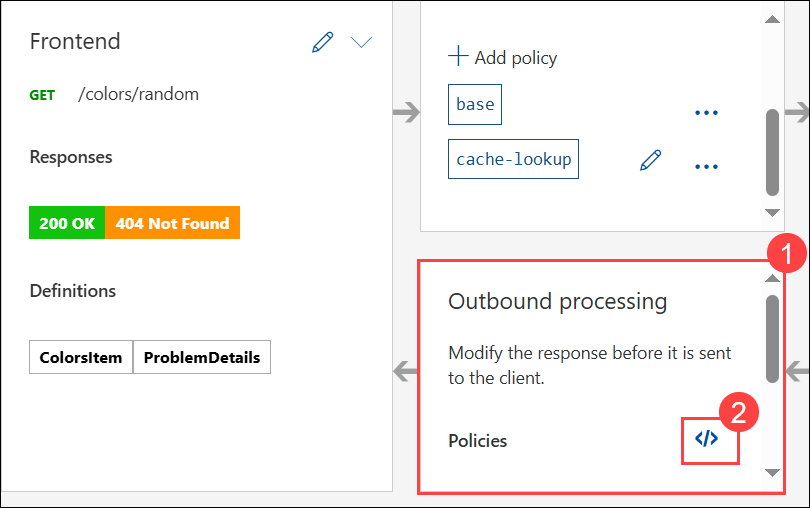 Frontend
GET /colors/random
Responses
200 OK 404 Not Found
Definitions
ColorsItem ProblemDetails
+ Add policy
base ...
cache-lookup ...
1
Outbound processing
Modify the response before it is sent
to the client.
2
Policies </>